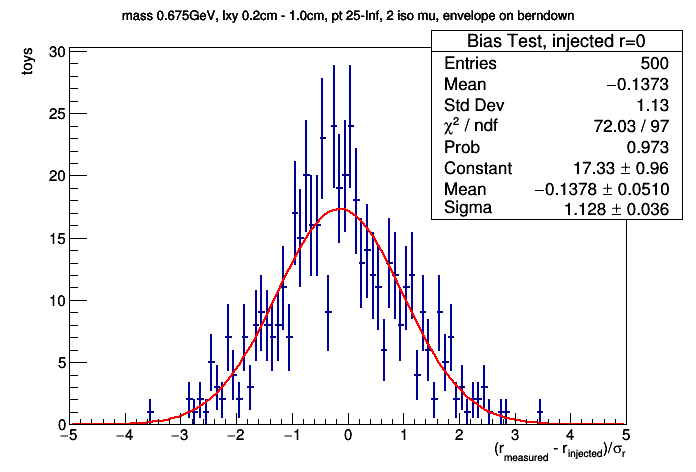 mass 0.675GeV, lxy 0.2cm - 1.0cm, pt 25-Inf, 2 iso mu, envelope on berndown
Bias Test, injected r=0
Entries 500
Mean −0.1373
Std Dev 1.13
χ² / ndf 72.03 / 97
Prob 0.973
Constant 17.33 ± 0.96
Mean −0.1378 ± 0.0510
Sigma 1.128 ± 0.036
toys
30
25
20
15
10
5
0
−5 −4 −3 −2 −1 0 1 2 3 4 5
(r_measured - r_injected)/σ_r